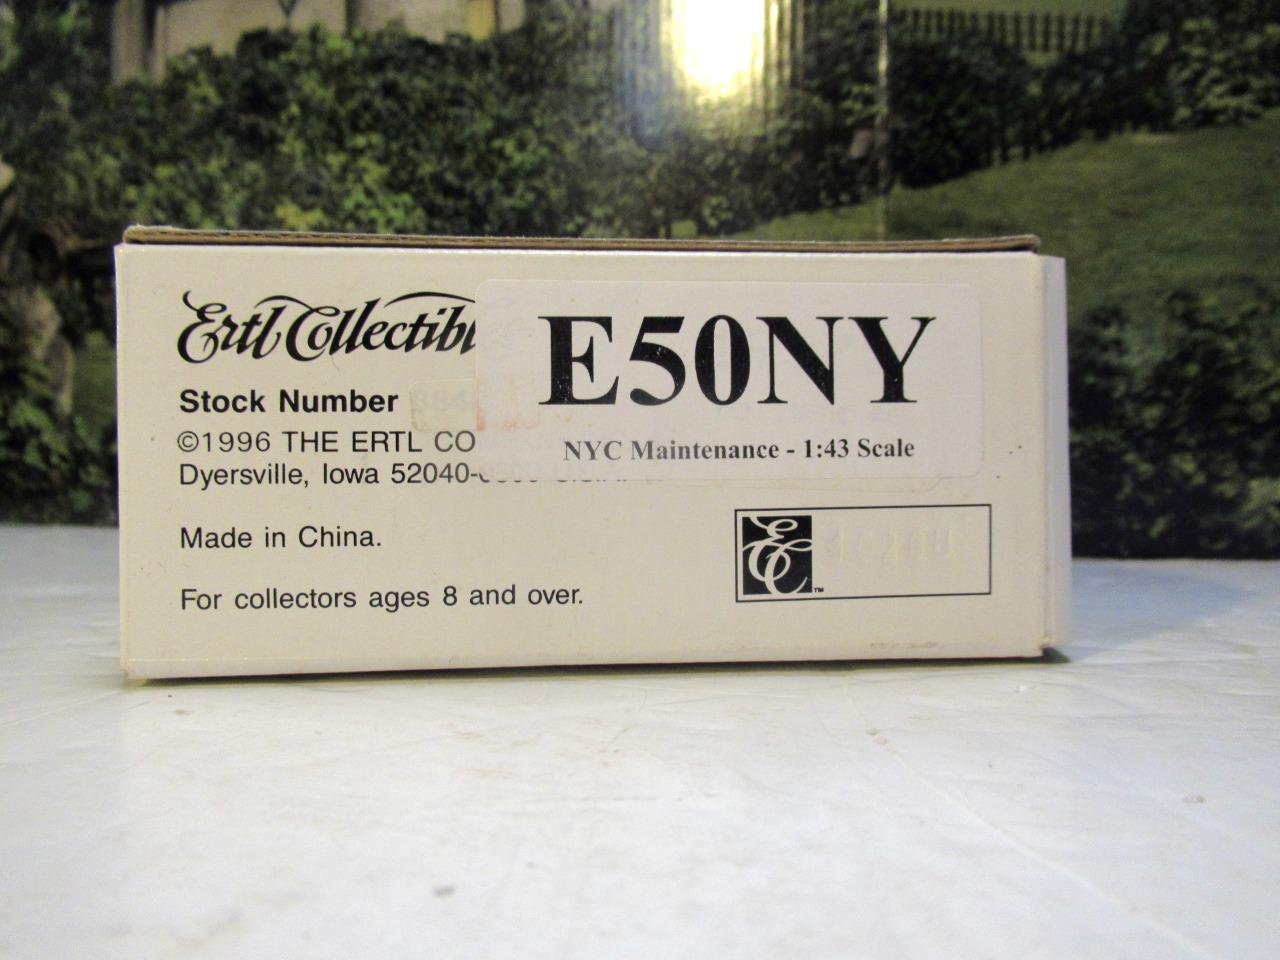 Ertl Collectibl
E50NY
NYC Maintenance - 1:43 Scale
Stock Number
©1996 THE ERTL CO
Dyersville, Iowa 52040-
Made in China.
EC™
For collectors ages 8 and over.